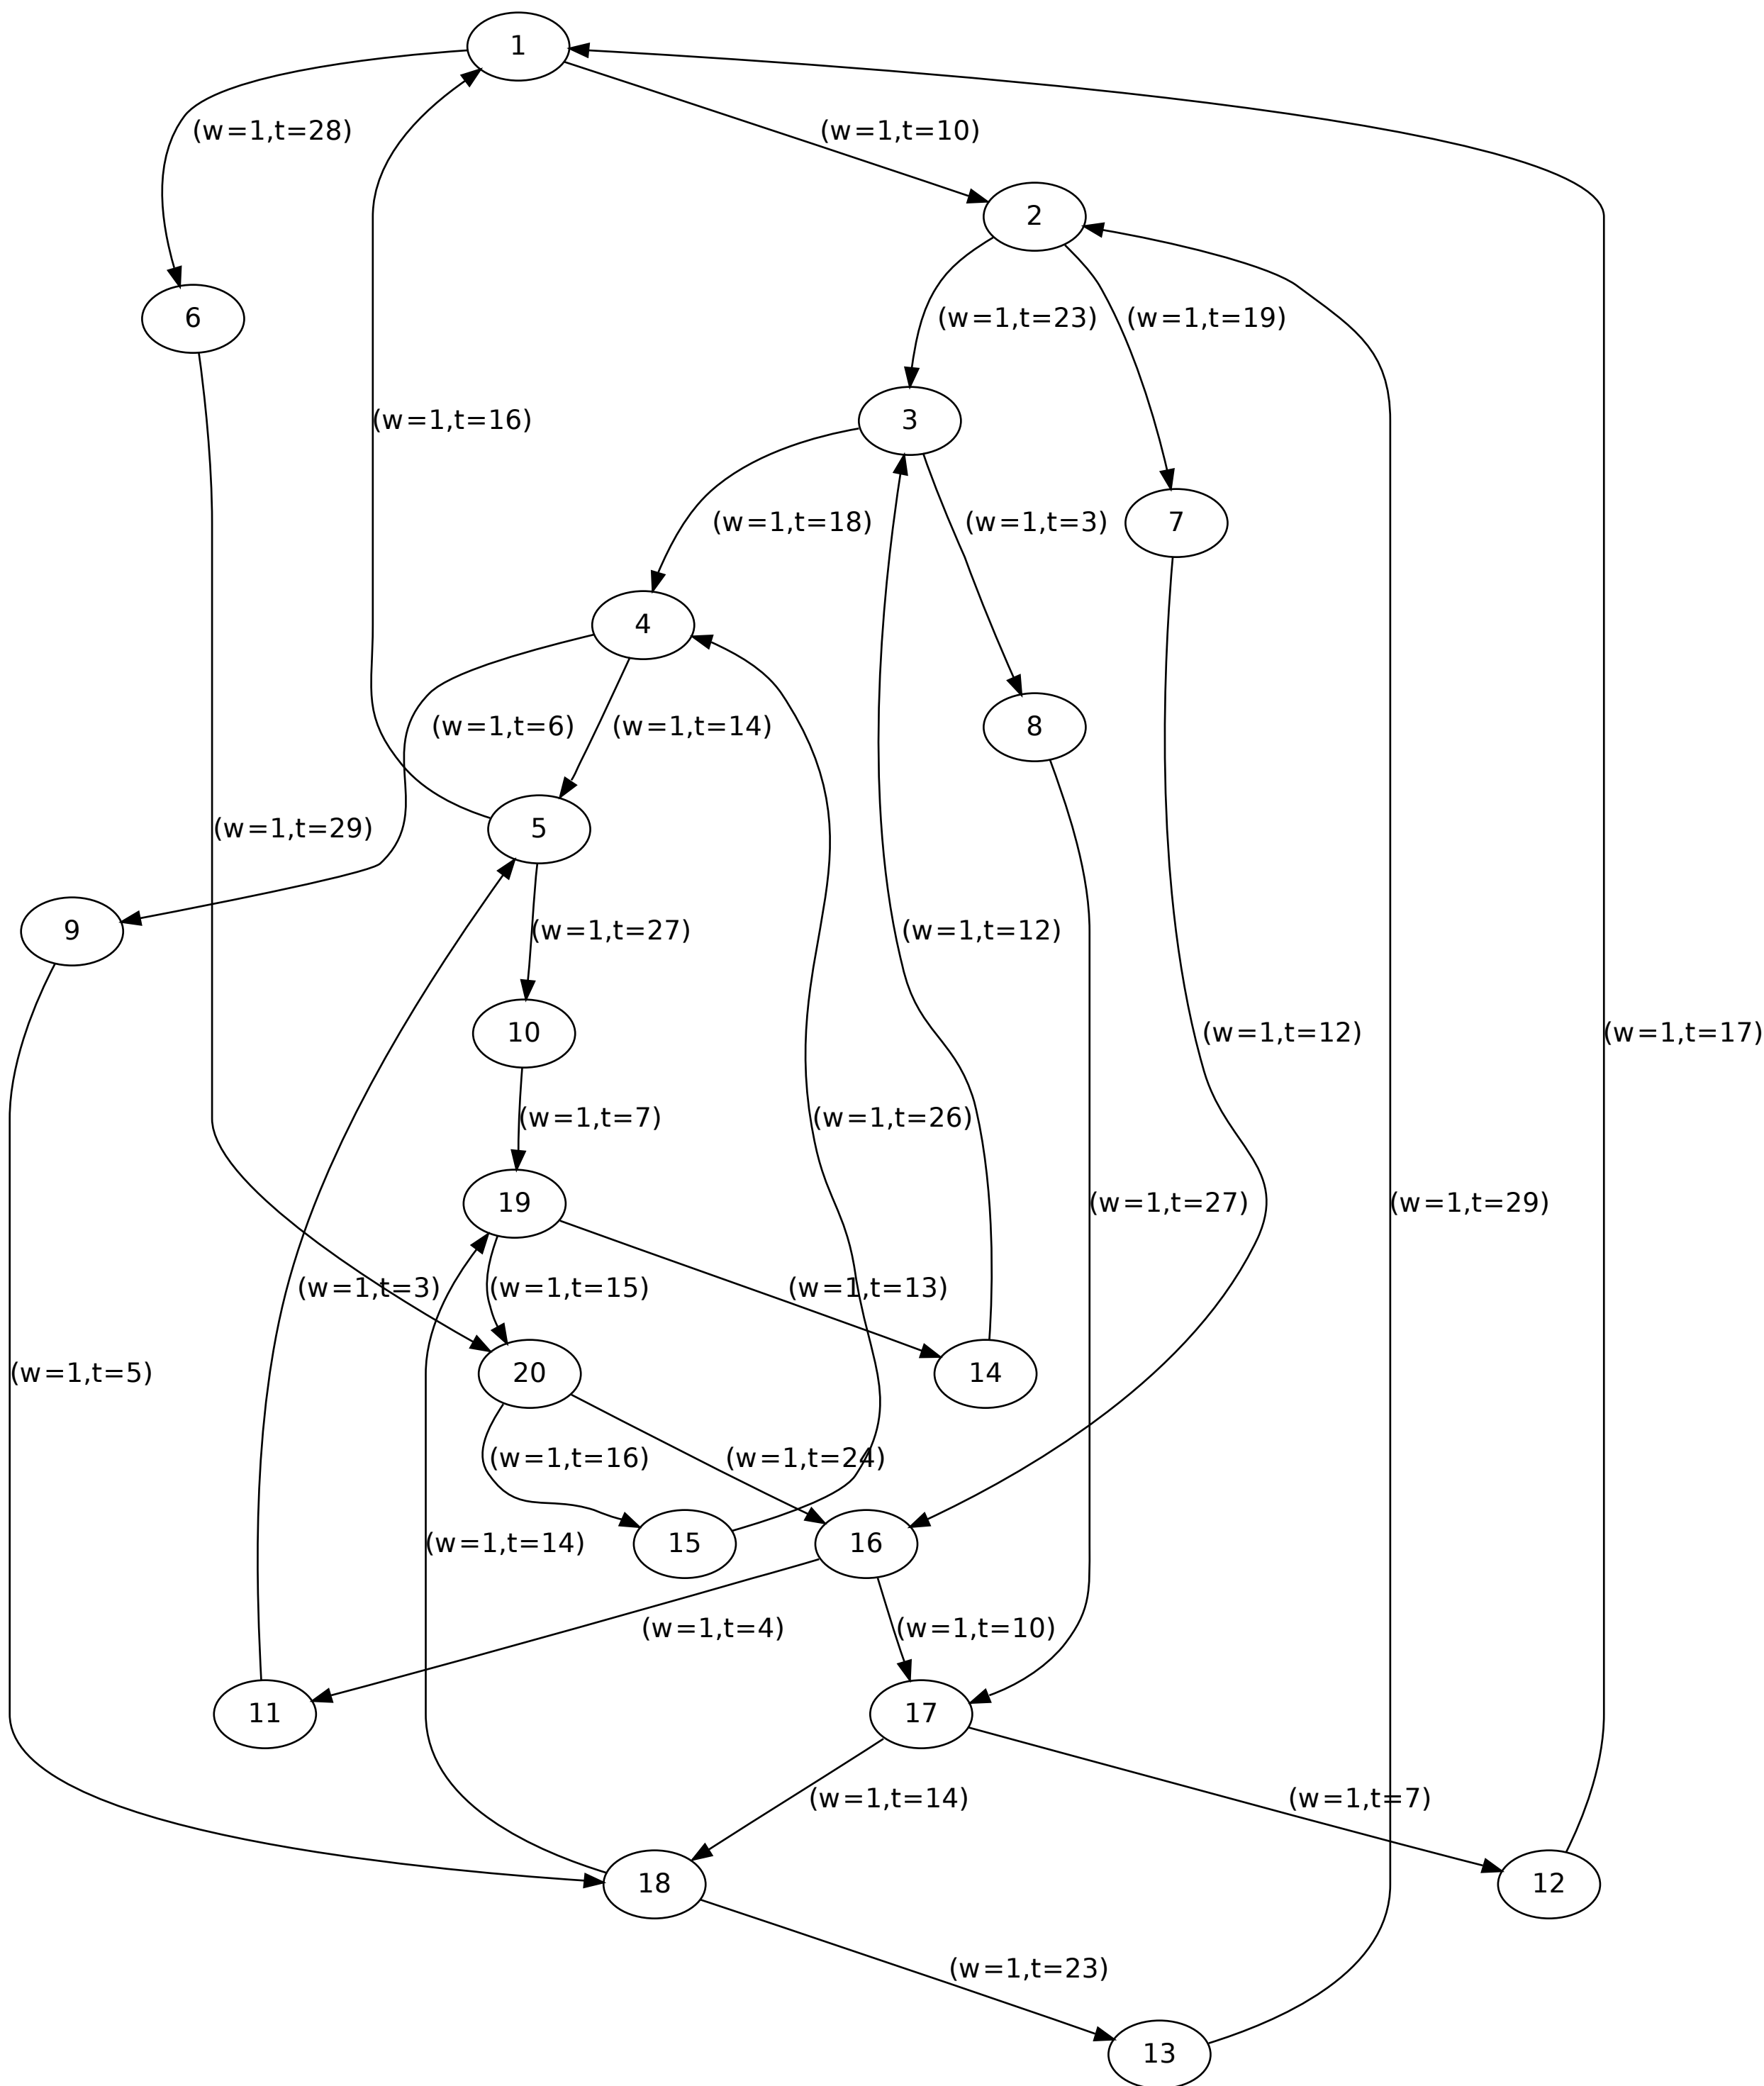 1
(w=1,t=28)
(w=1,t=10)
2
6
(w=1,t=23)
(w=1,t=19)
(w=1,t=16)
3
(w=1,t=18)
(w=1,t=3)
7
4
(w=1,t=6)
(w=1,t=14)
8
(w=1,t=29)
5
9
(w=1,t=27)
(w=1,t=12)
10
(w=1,t=12)
(w=1,t=17)
(w=1,t=7)
(w=1,t=26)
19
(w=1,t=27)
(w=1,t=29)
(w=1,t=3)
(w=1,t=15)
(w=1,t=13)
(w=1,t=5)
20
14
(w=1,t=16)
(w=1,t=24)
(w=1,t=14)
15
16
(w=1,t=4)
(w=1,t=10)
11
17
(w=1,t=14)
(w=1,t=7)
18
12
(w=1,t=23)
13